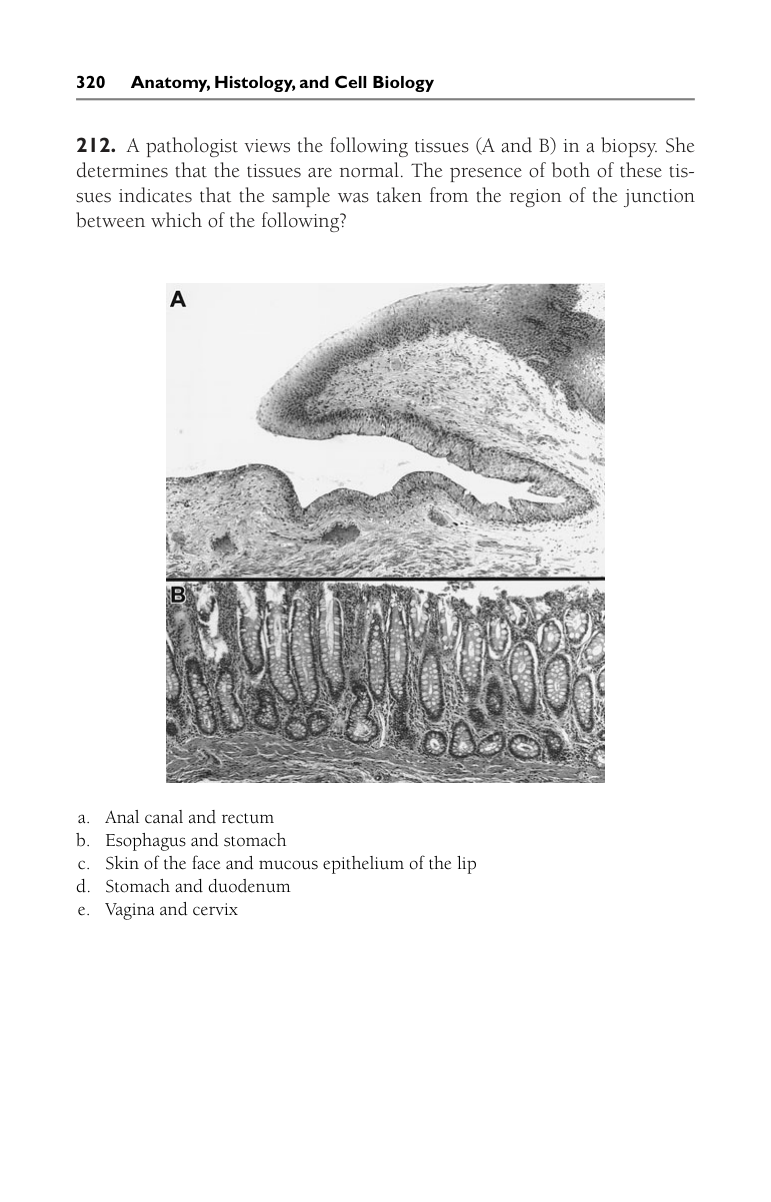 320 Anatomy, Histology, and Cell Biology
212. A pathologist views the following tissues (A and B) in a biopsy. She
determines that the tissues are normal. The presence of both of these tis-
sues indicates that the sample was taken from the region of the junction
between which of the following?
A
B
a. Anal canal and rectum
b. Esophagus and stomach
c. Skin of the face and mucous epithelium of the lip
d. Stomach and duodenum
e. Vagina and cervix